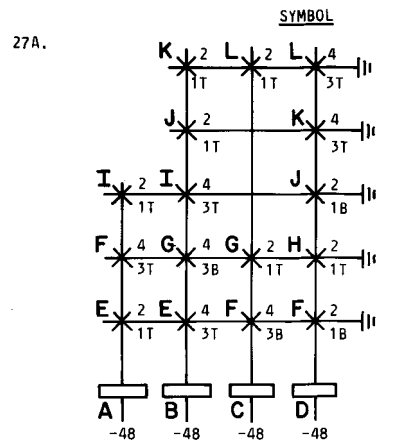 SYMBOL
27A.
K 2 L 2 L 4
1T 1T 3T
J 2 K 4
1T 3T
I 2 I 4 J 2
1T 3T 1B
F 4 G 4 G 2 H 2
3T 3B 1T 1T
E 2 E 4 F 4 F 2
1T 3T 3B 1B
A B C D
-48 -48 -48 -48